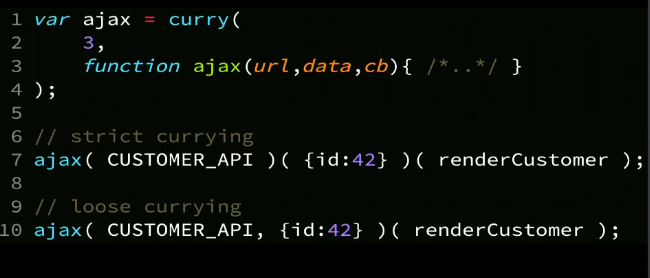 1 var ajax = curry(
2     3,
3     function ajax(url,data,cb){ /*..*/ }
4 );
5
6 // strict currying
7 ajax( CUSTOMER_API )( {id:42} )( renderCustomer );
8
9 // loose currying
10 ajax( CUSTOMER_API, {id:42} )( renderCustomer );